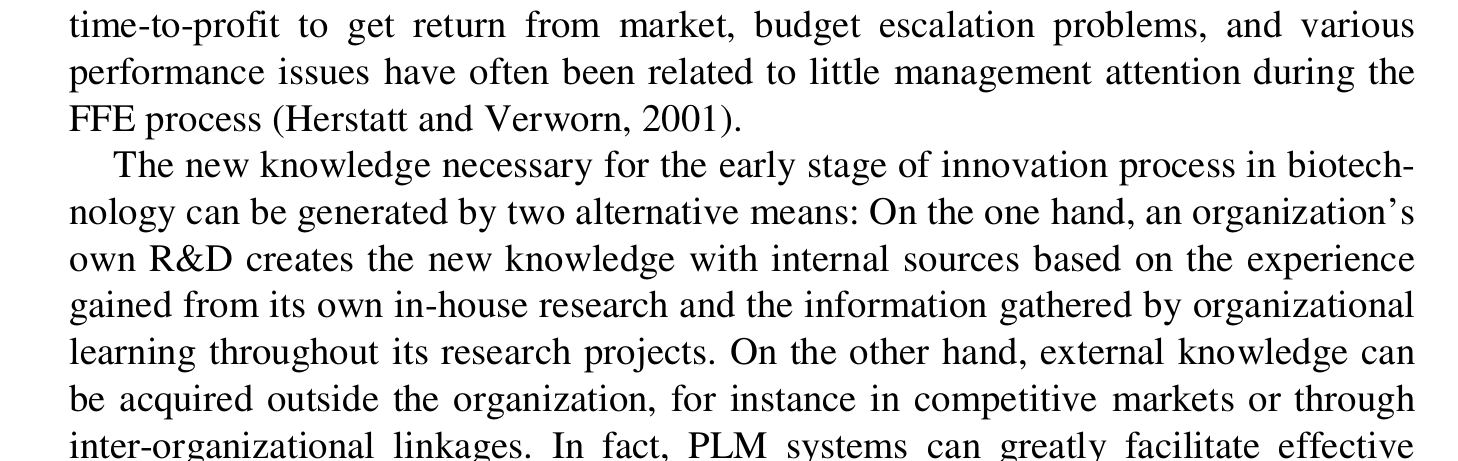 time-to-profit to get return from market, budget escalation problems, and various
performance issues have often been related to little management attention during the
FFE process (Herstatt and Verworn, 2001).
The new knowledge necessary for the early stage of innovation process in biotech-
nology can be generated by two alternative means: On the one hand, an organization’s
own R&D creates the new knowledge with internal sources based on the experience
gained from its own in-house research and the information gathered by organizational
learning throughout its research projects. On the other hand, external knowledge can
be acquired outside the organization, for instance in competitive markets or through
inter-organizational linkages. In fact, PLM systems can greatly facilitate effective